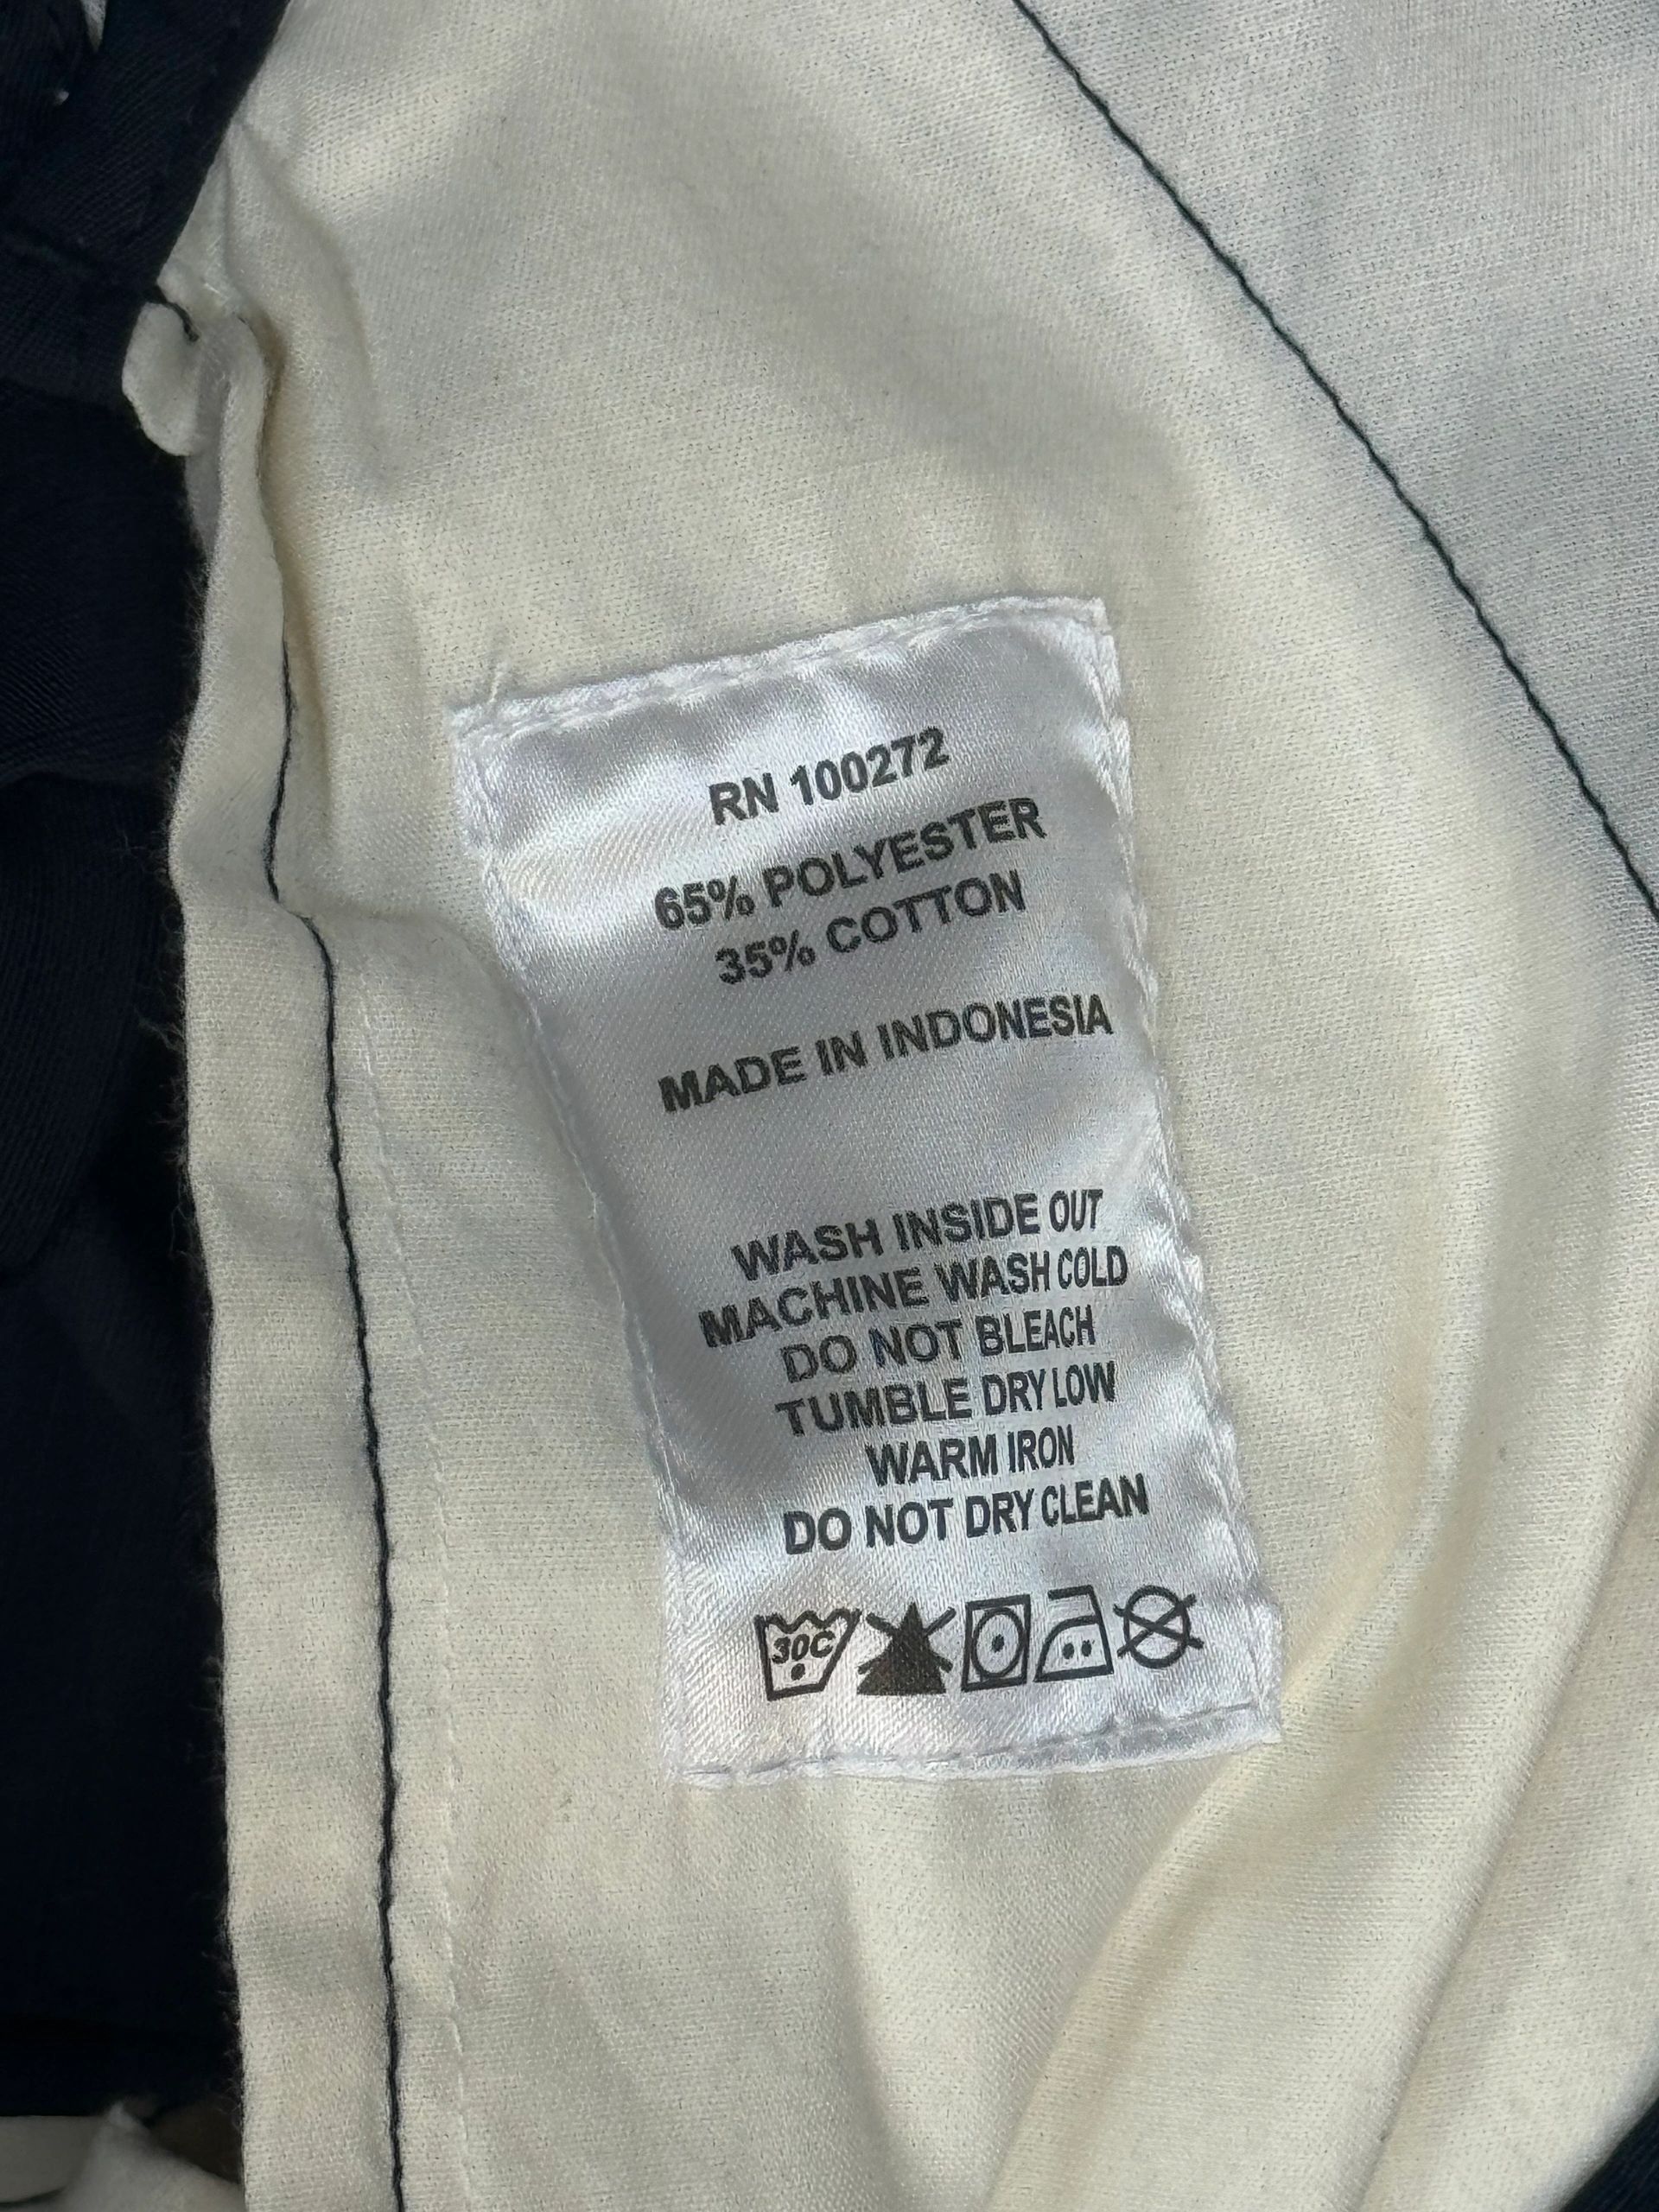 RN 100272
65% POLYESTER
35% COTTON
MADE IN INDONESIA
WASH INSIDE OUT
MACHINE WASH COLD
DO NOT BLEACH
TUMBLE DRY LOW
WARM IRON
DO NOT DRY CLEAN
30C